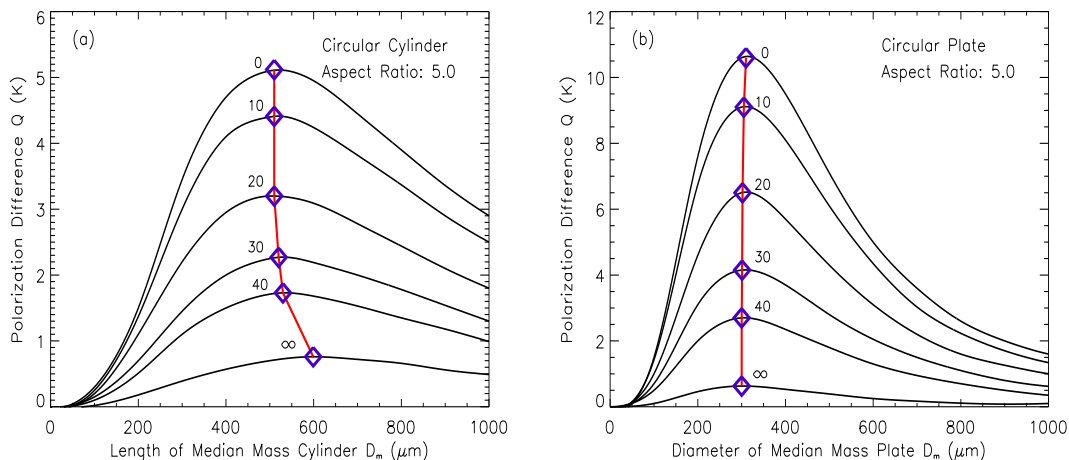 (a)
Circular Cylinder
Aspect Ratio: 5.0
Polarization Difference Q (K)
6
5
4
3
2
1
0
0
10
20
30
40
∞
0 200 400 600 800 1000
Length of Median Mass Cylinder Dₘ (μm)
(b)
Circular Plate
Aspect Ratio: 5.0
Polarization Difference Q (K)
12
10
8
6
4
2
0
0
10
20
30
40
∞
0 200 400 600 800 1000
Diameter of Median Mass Plate Dₘ (μm)